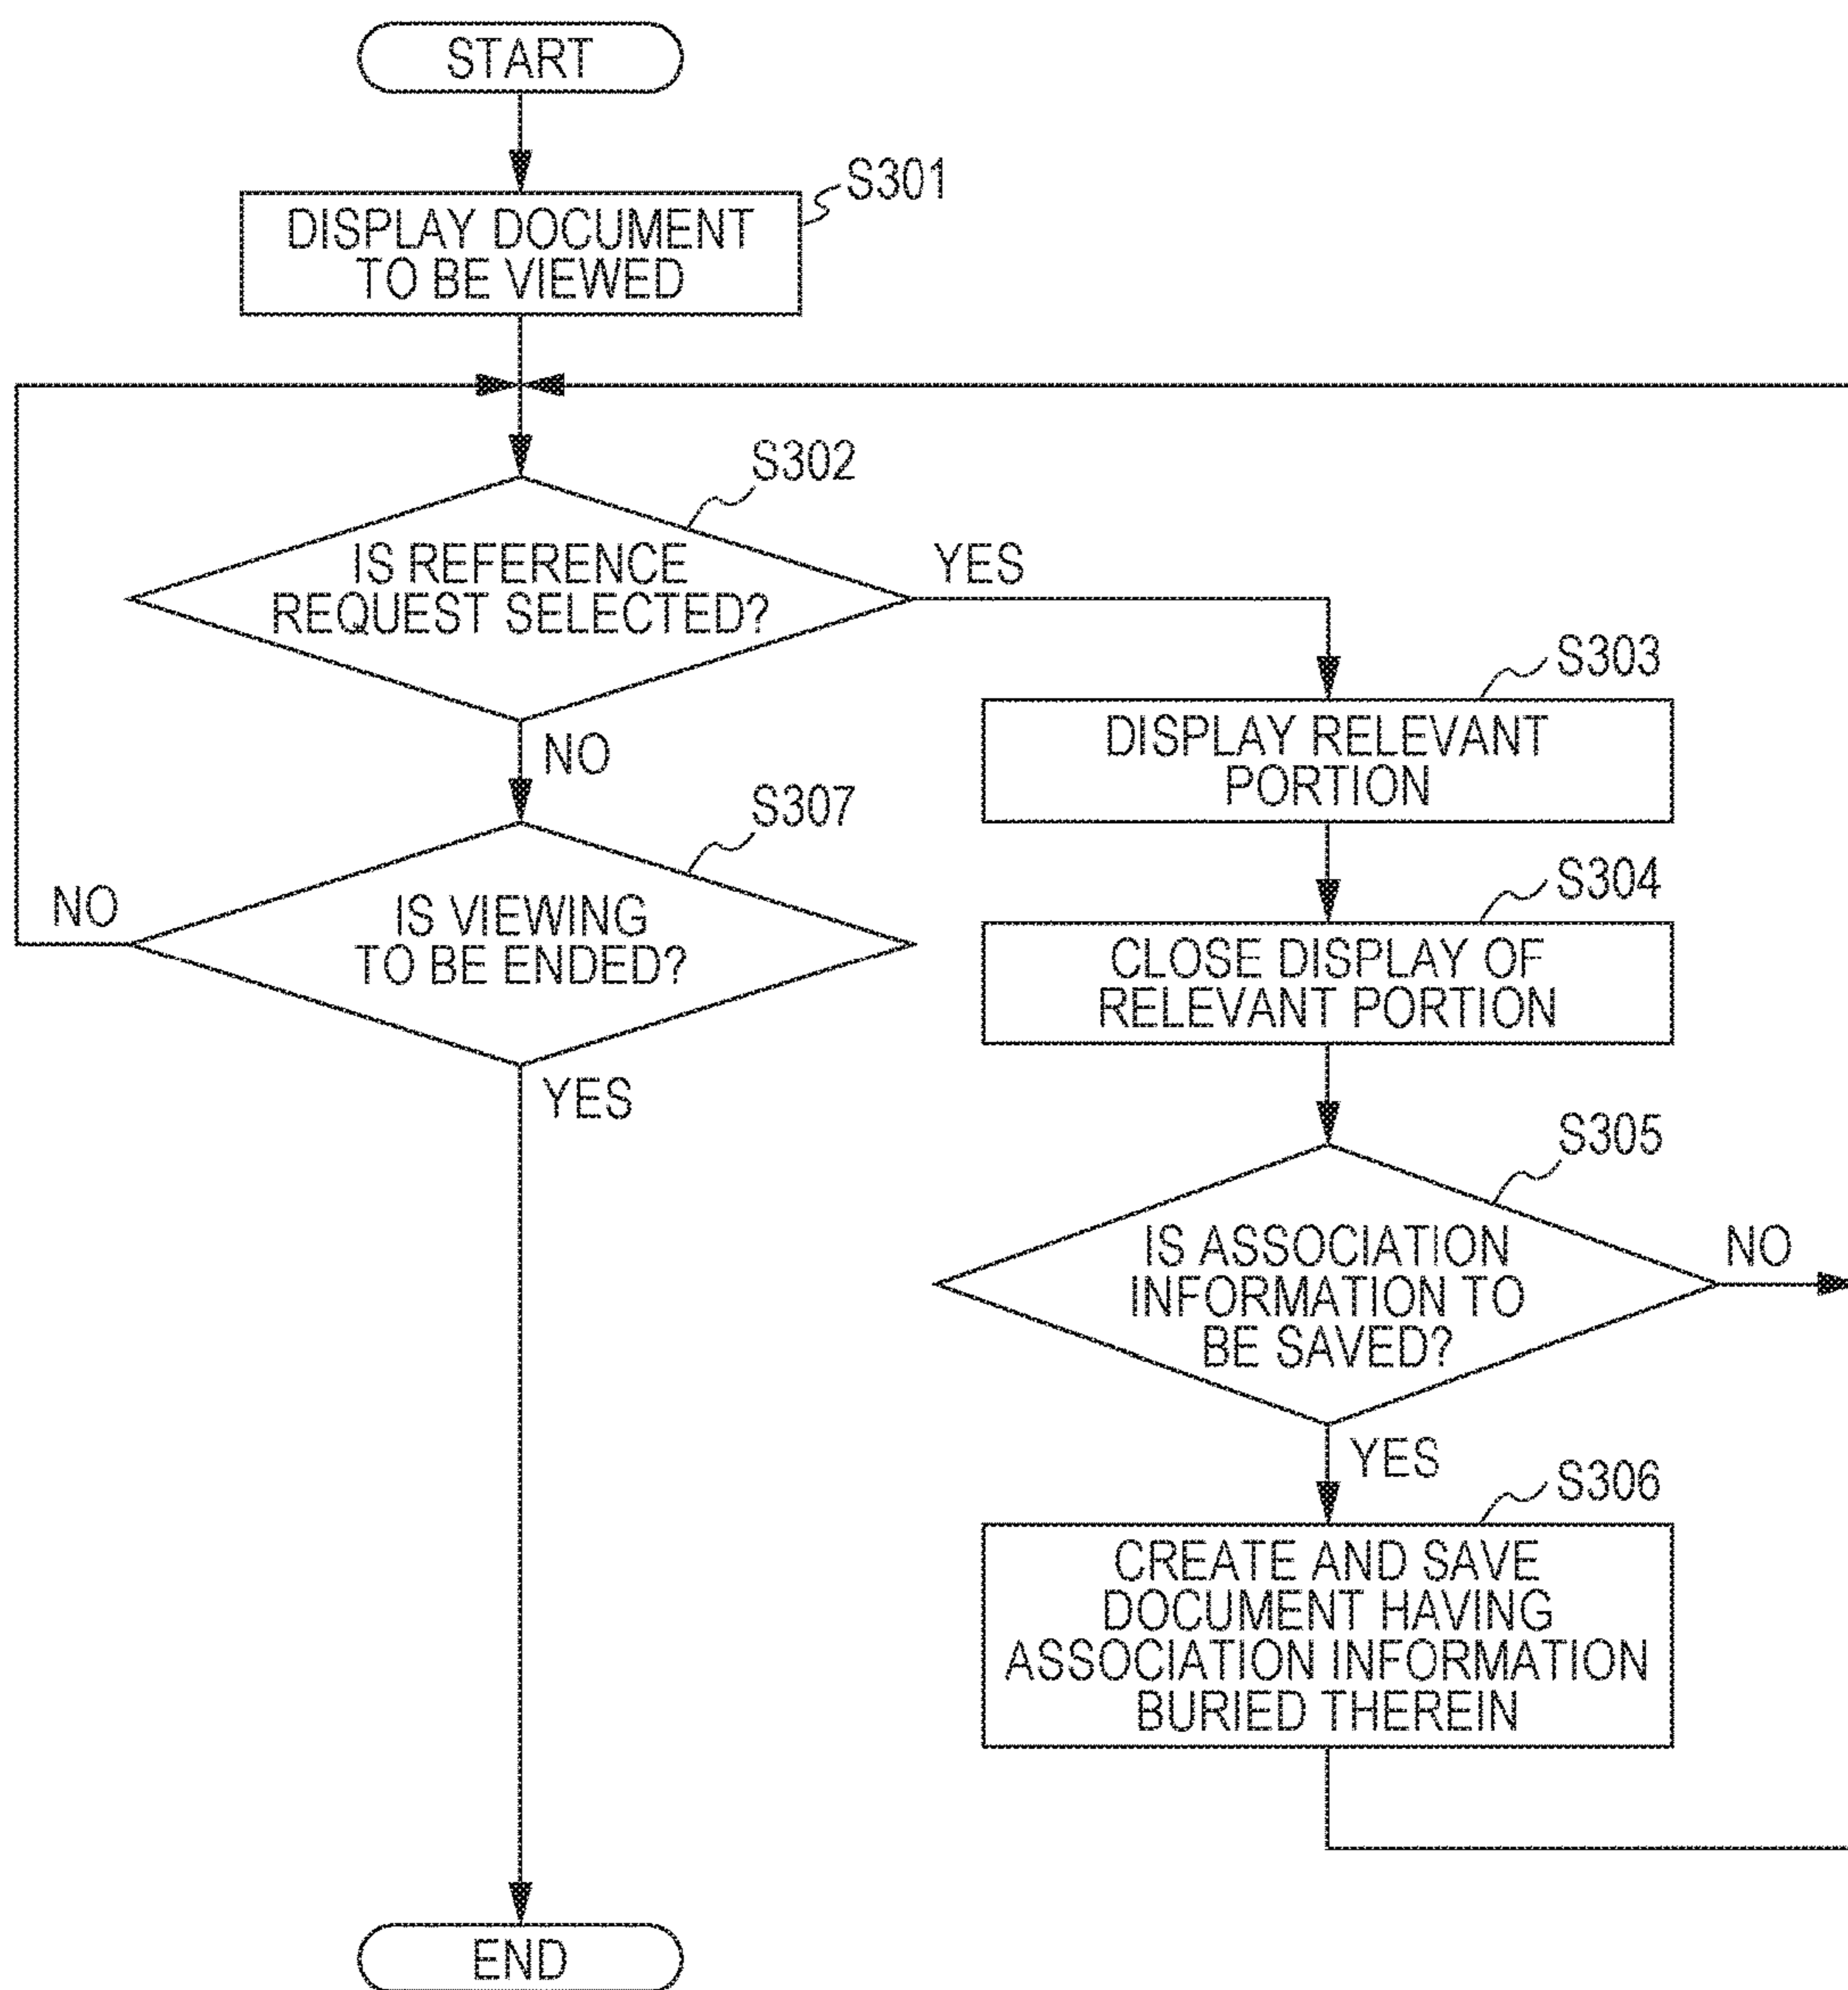 START
S301
DISPLAY DOCUMENT
TO BE VIEWED
S302
IS REFERENCE
REQUEST SELECTED?
YES
NO
S303
DISPLAY RELEVANT
PORTION
S307
IS VIEWING
TO BE ENDED?
NO
YES
S304
CLOSE DISPLAY OF
RELEVANT PORTION
S305
IS ASSOCIATION
INFORMATION TO
BE SAVED?
NO
YES
S306
CREATE AND SAVE
DOCUMENT HAVING
ASSOCIATION INFORMATION
BURIED THEREIN
END